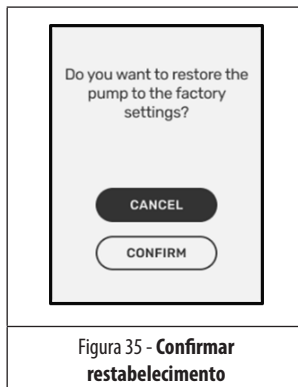 Do you want to restore the
pump to the factory
settings?
CANCEL
CONFIRM
Figura 35 - Confirmar
restabelecimento